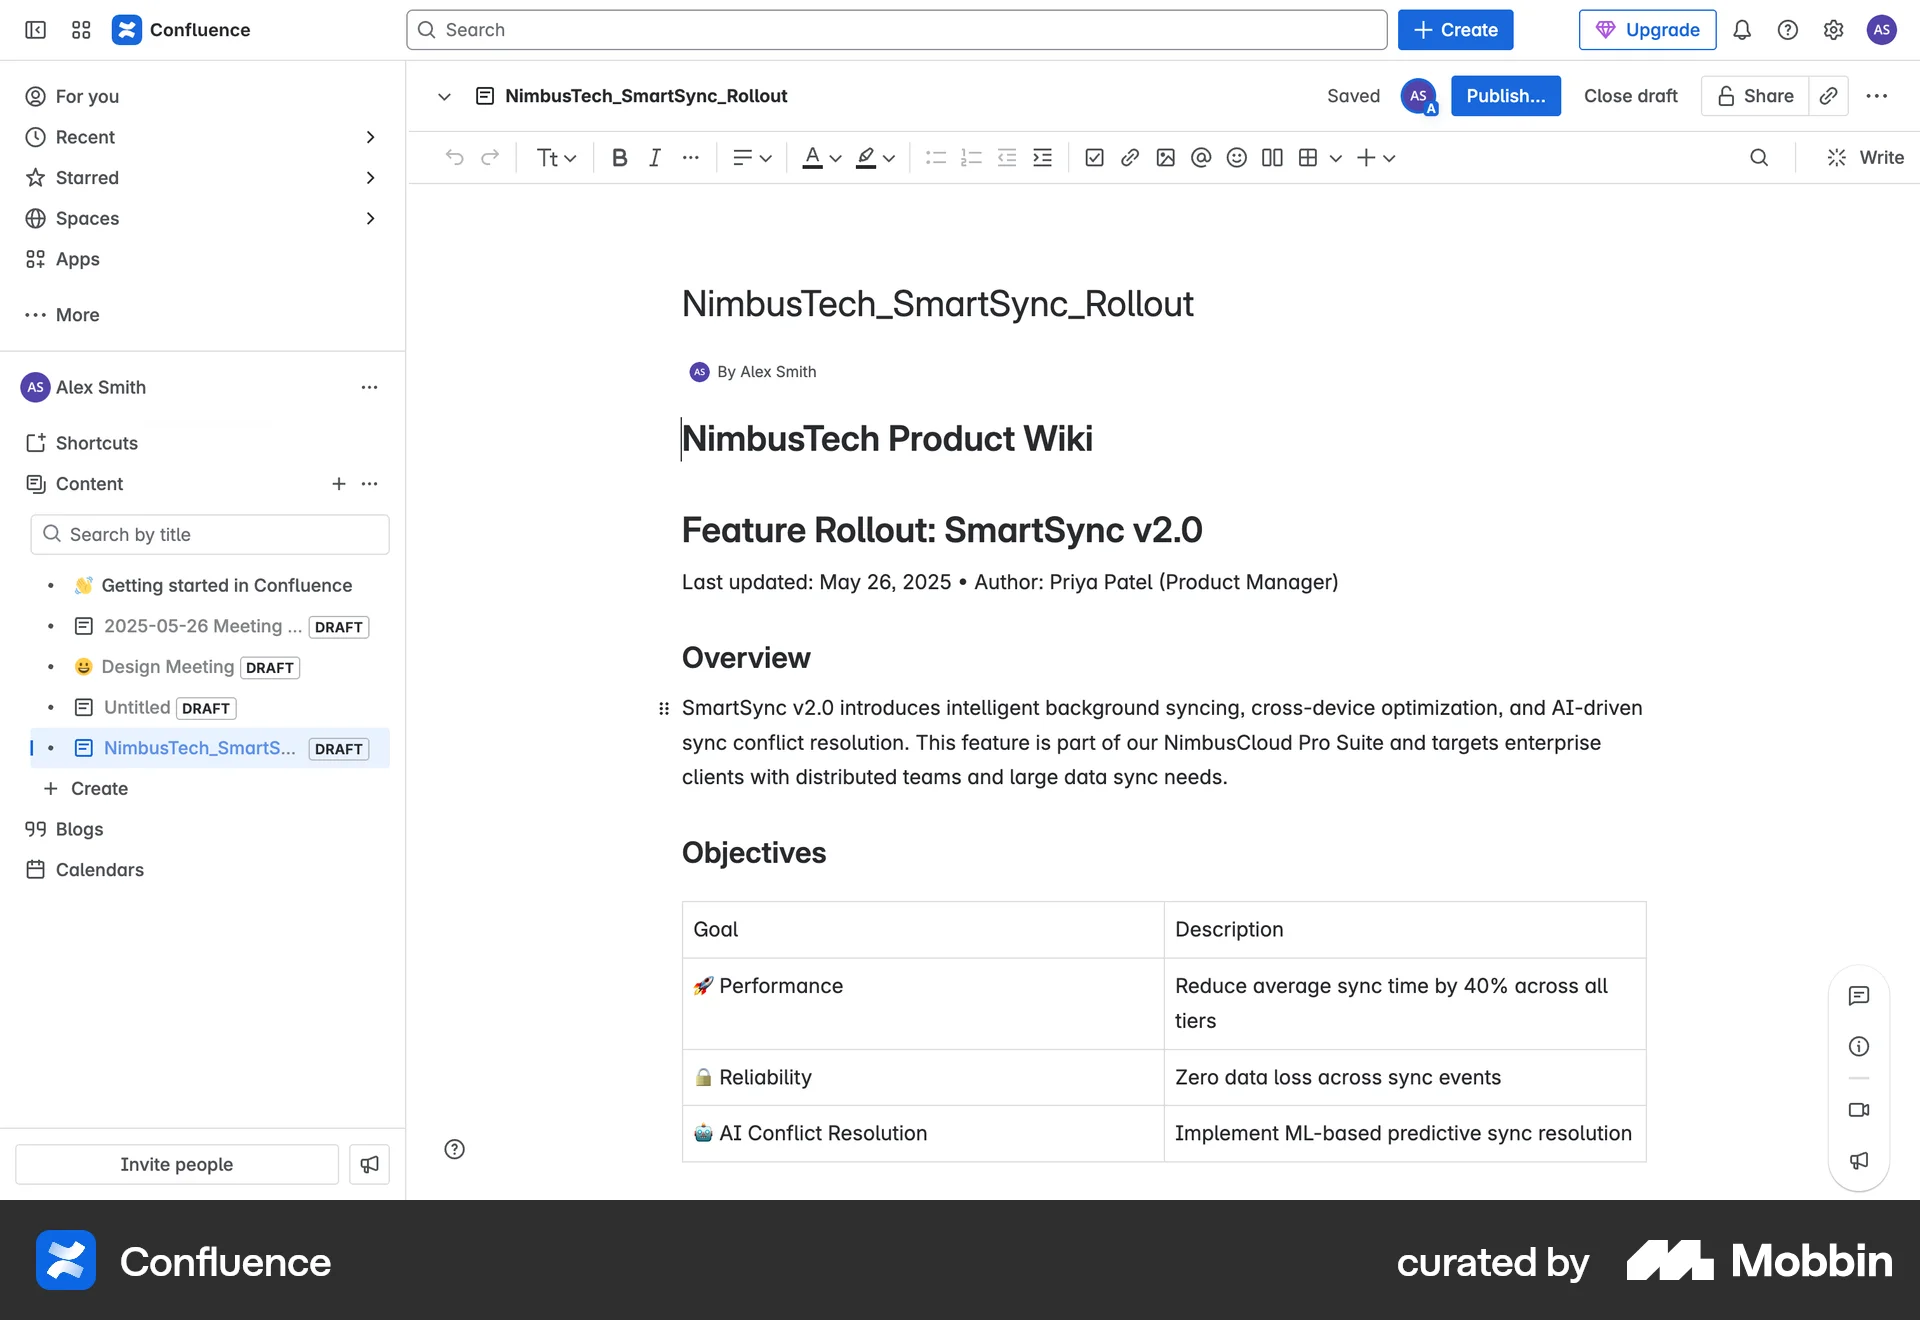 Confluence
Search
Create
Upgrade
AS
For you
Recent
Starred
Spaces
Apps
More
AS Alex Smith
Shortcuts
Content
Search by title
Getting started in Confluence
2025-05-26 Meeting ... DRAFT
Design Meeting DRAFT
Untitled DRAFT
NimbusTech_SmartS... DRAFT
Create
Blogs
Calendars
Invite people
NimbusTech_SmartSync_Rollout
Saved
AS
A
Publish...
Close draft
Share
Tt
B
I
A
Write
NimbusTech_SmartSync_Rollout
AS By Alex Smith
NimbusTech Product Wiki
Feature Rollout: SmartSync v2.0
Last updated: May 26, 2025 • Author: Priya Patel (Product Manager)
Overview
SmartSync v2.0 introduces intelligent background syncing, cross-device optimization, and AI-driven
sync conflict resolution. This feature is part of our NimbusCloud Pro Suite and targets enterprise
clients with distributed teams and large data sync needs.
Objectives
Goal
Description
🚀 Performance
Reduce average sync time by 40% across all
tiers
🔒 Reliability
Zero data loss across sync events
🤖 AI Conflict Resolution
Implement ML-based predictive sync resolution
Confluence
curated by Mobbin